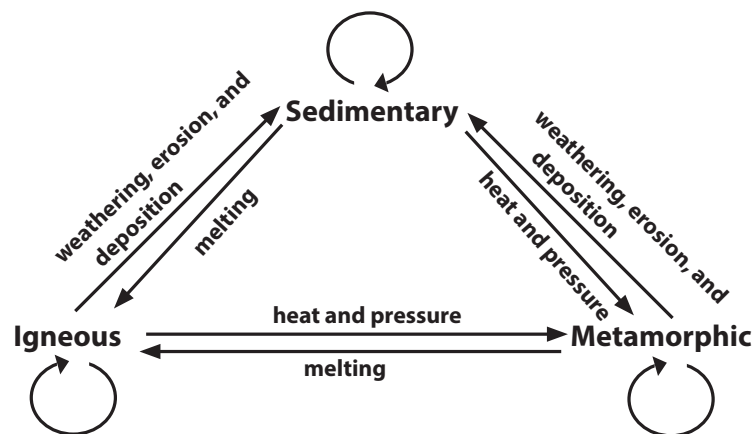 Sedimentary
weathering, erosion, and
deposition
melting
weathering, erosion, and
deposition
heat and pressure
Igneous
heat and pressure
melting
Metamorphic